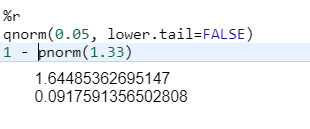 %r
qnorm(0.05, lower.tail=FALSE)
1 - pnorm(1.33)
1.64485362695147
0.0917591356502808